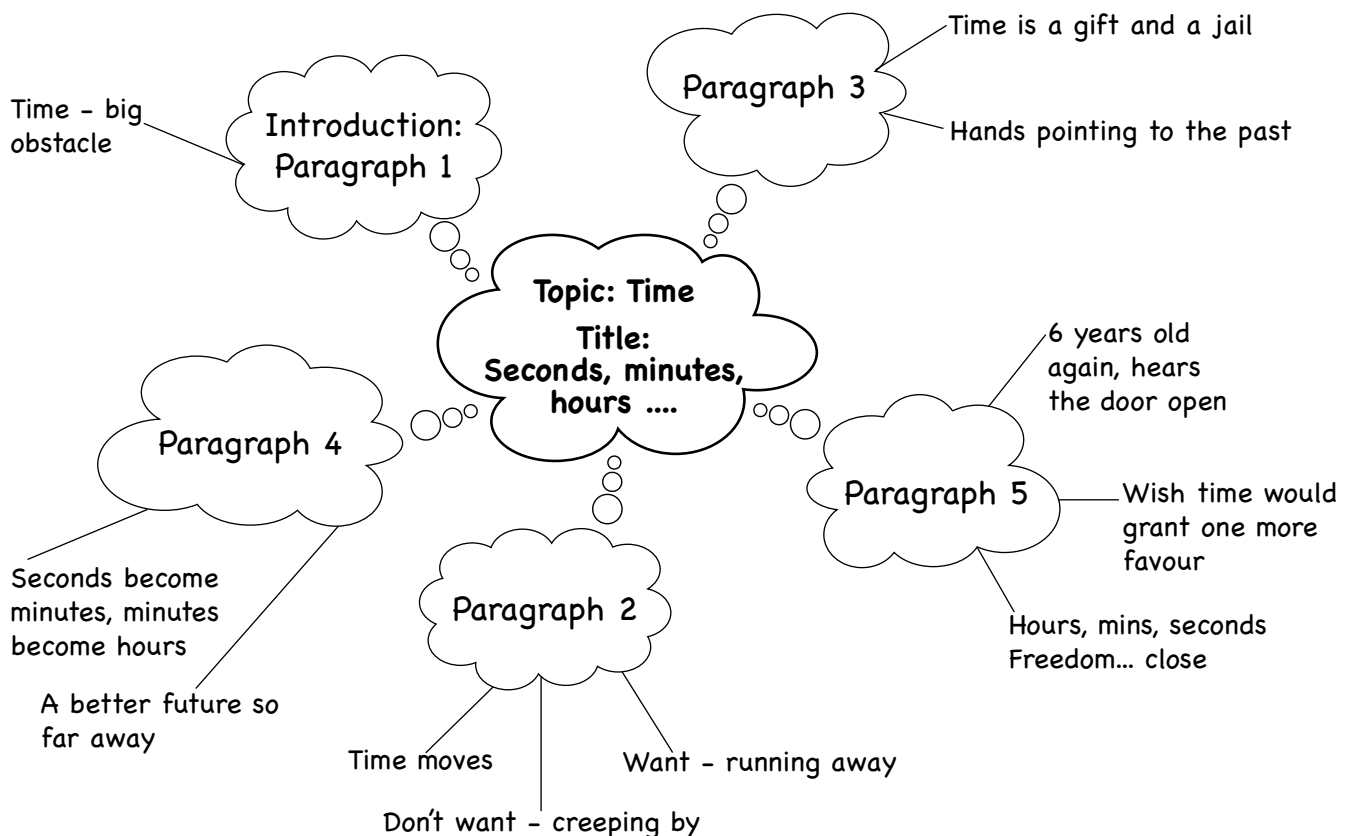 Time is a gift and a jail
Paragraph 3
Hands pointing to the past
Time – big
obstacle
Introduction:
Paragraph 1
Topic: Time
Title:
Seconds, minutes,
hours ....
6 years old
again, hears
the door open
Paragraph 4
Paragraph 5
Wish time would
grant one more
favour
Seconds become
minutes, minutes
become hours
Paragraph 2
Hours, mins, seconds
Freedom... close
A better future so
far away
Time moves
Want – running away
Don't want – creeping by